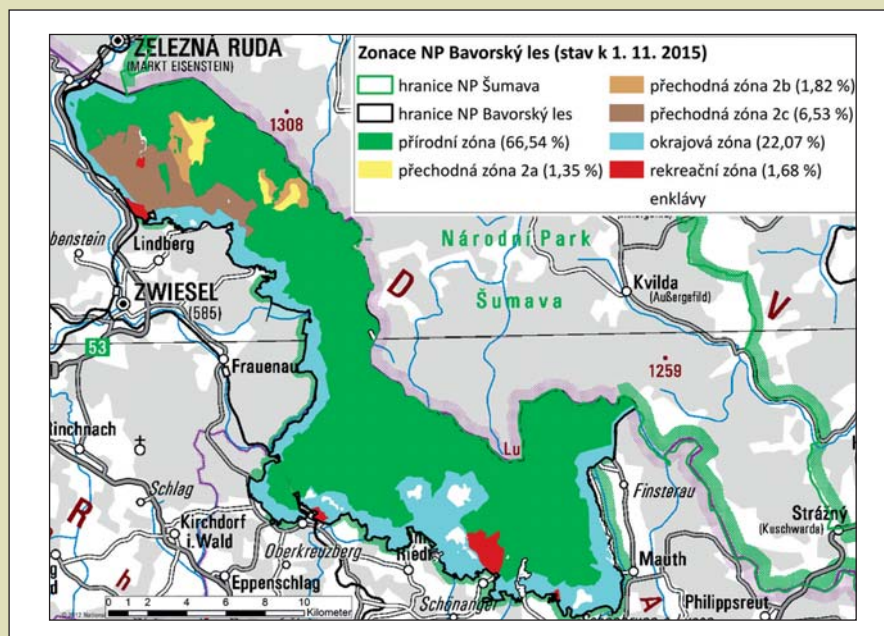 ŽELEZNÁ RUDA
(MARKT EISENSTEIN)
Zonace NP Bavorský les (stav k 1. 11. 2015)
hranice NP Šumava
hranice NP Bavorský les
přírodní zóna (66,54 %)
přechodná zóna 2a (1,35 %)
přechodná zóna 2b (1,82 %)
přechodná zóna 2c (6,53 %)
okrajová zóna (22,07 %)
rekreační zóna (1,68 %)
enklávy
1308
Lindberg
Národní Park
Šumava
D
V
Kvilda
(Außergefild)
ZWIESEL
(585)
53
Frauenau
1259
Lu
Schlag
Kirchdorf
i. Wald
Oberkreuzberg
Eppenschlag
R
h
Finsterau
Mauth
A
Strážný
(Kuschwarda)
Philippsreut
0 1 2 4 6 8 10
Kilometer